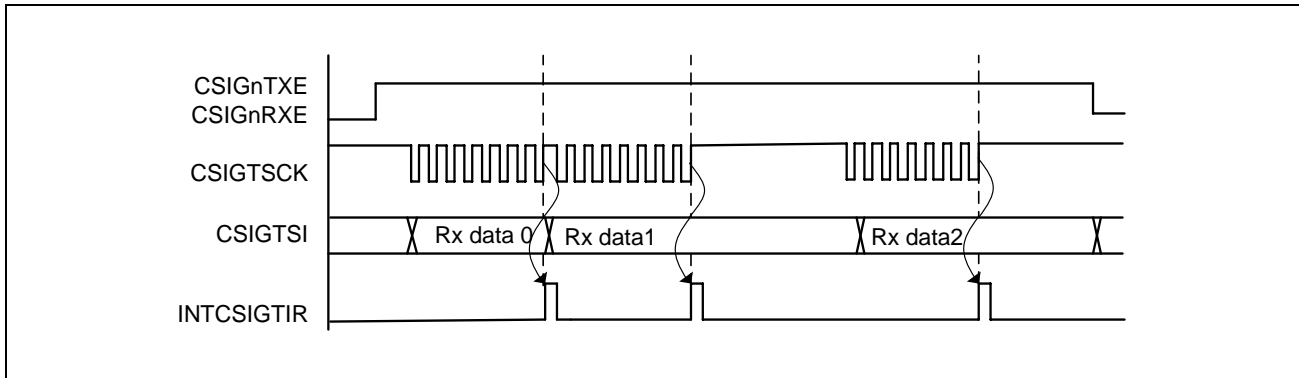 CSIGnTXE
CSIGnRXE
CSIGTSCK
CSIGTSI
Rx data 0
Rx data1
Rx data2
INTCSIGTIR